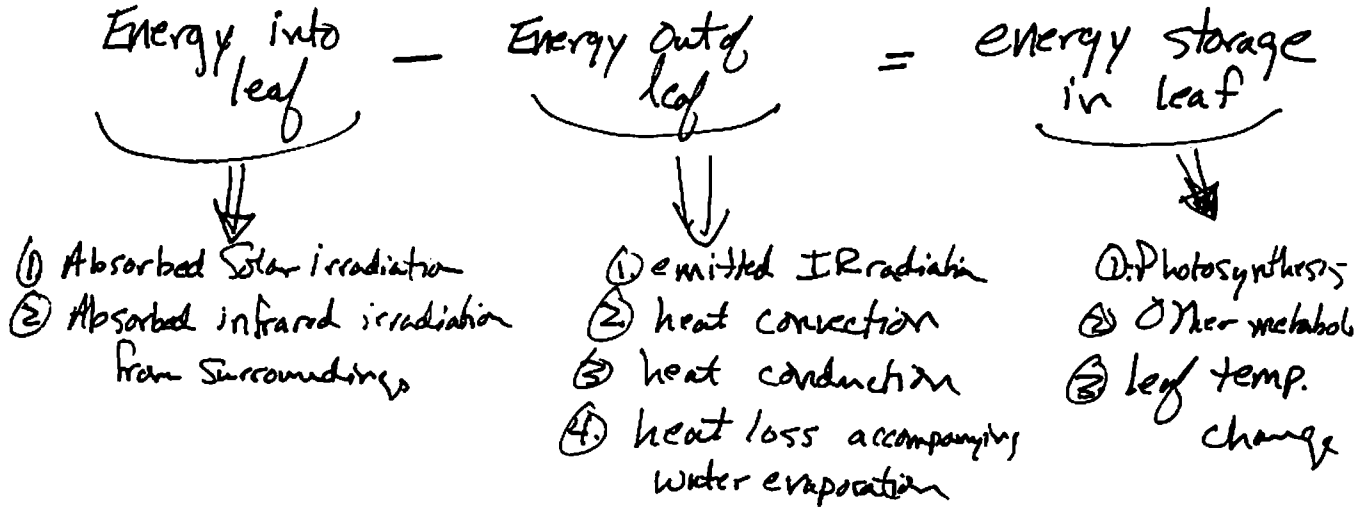 Energy into leaf − Energy out of leaf = energy storage in leaf
① Absorbed Solar irradiation
② Absorbed infrared irradiation
from surroundings
① emitted IR radiation
② heat convection
③ heat conduction
④. heat loss accompanying
water evaporation
①. Photosynthesis
② Other metabol
③ leaf temp.
change